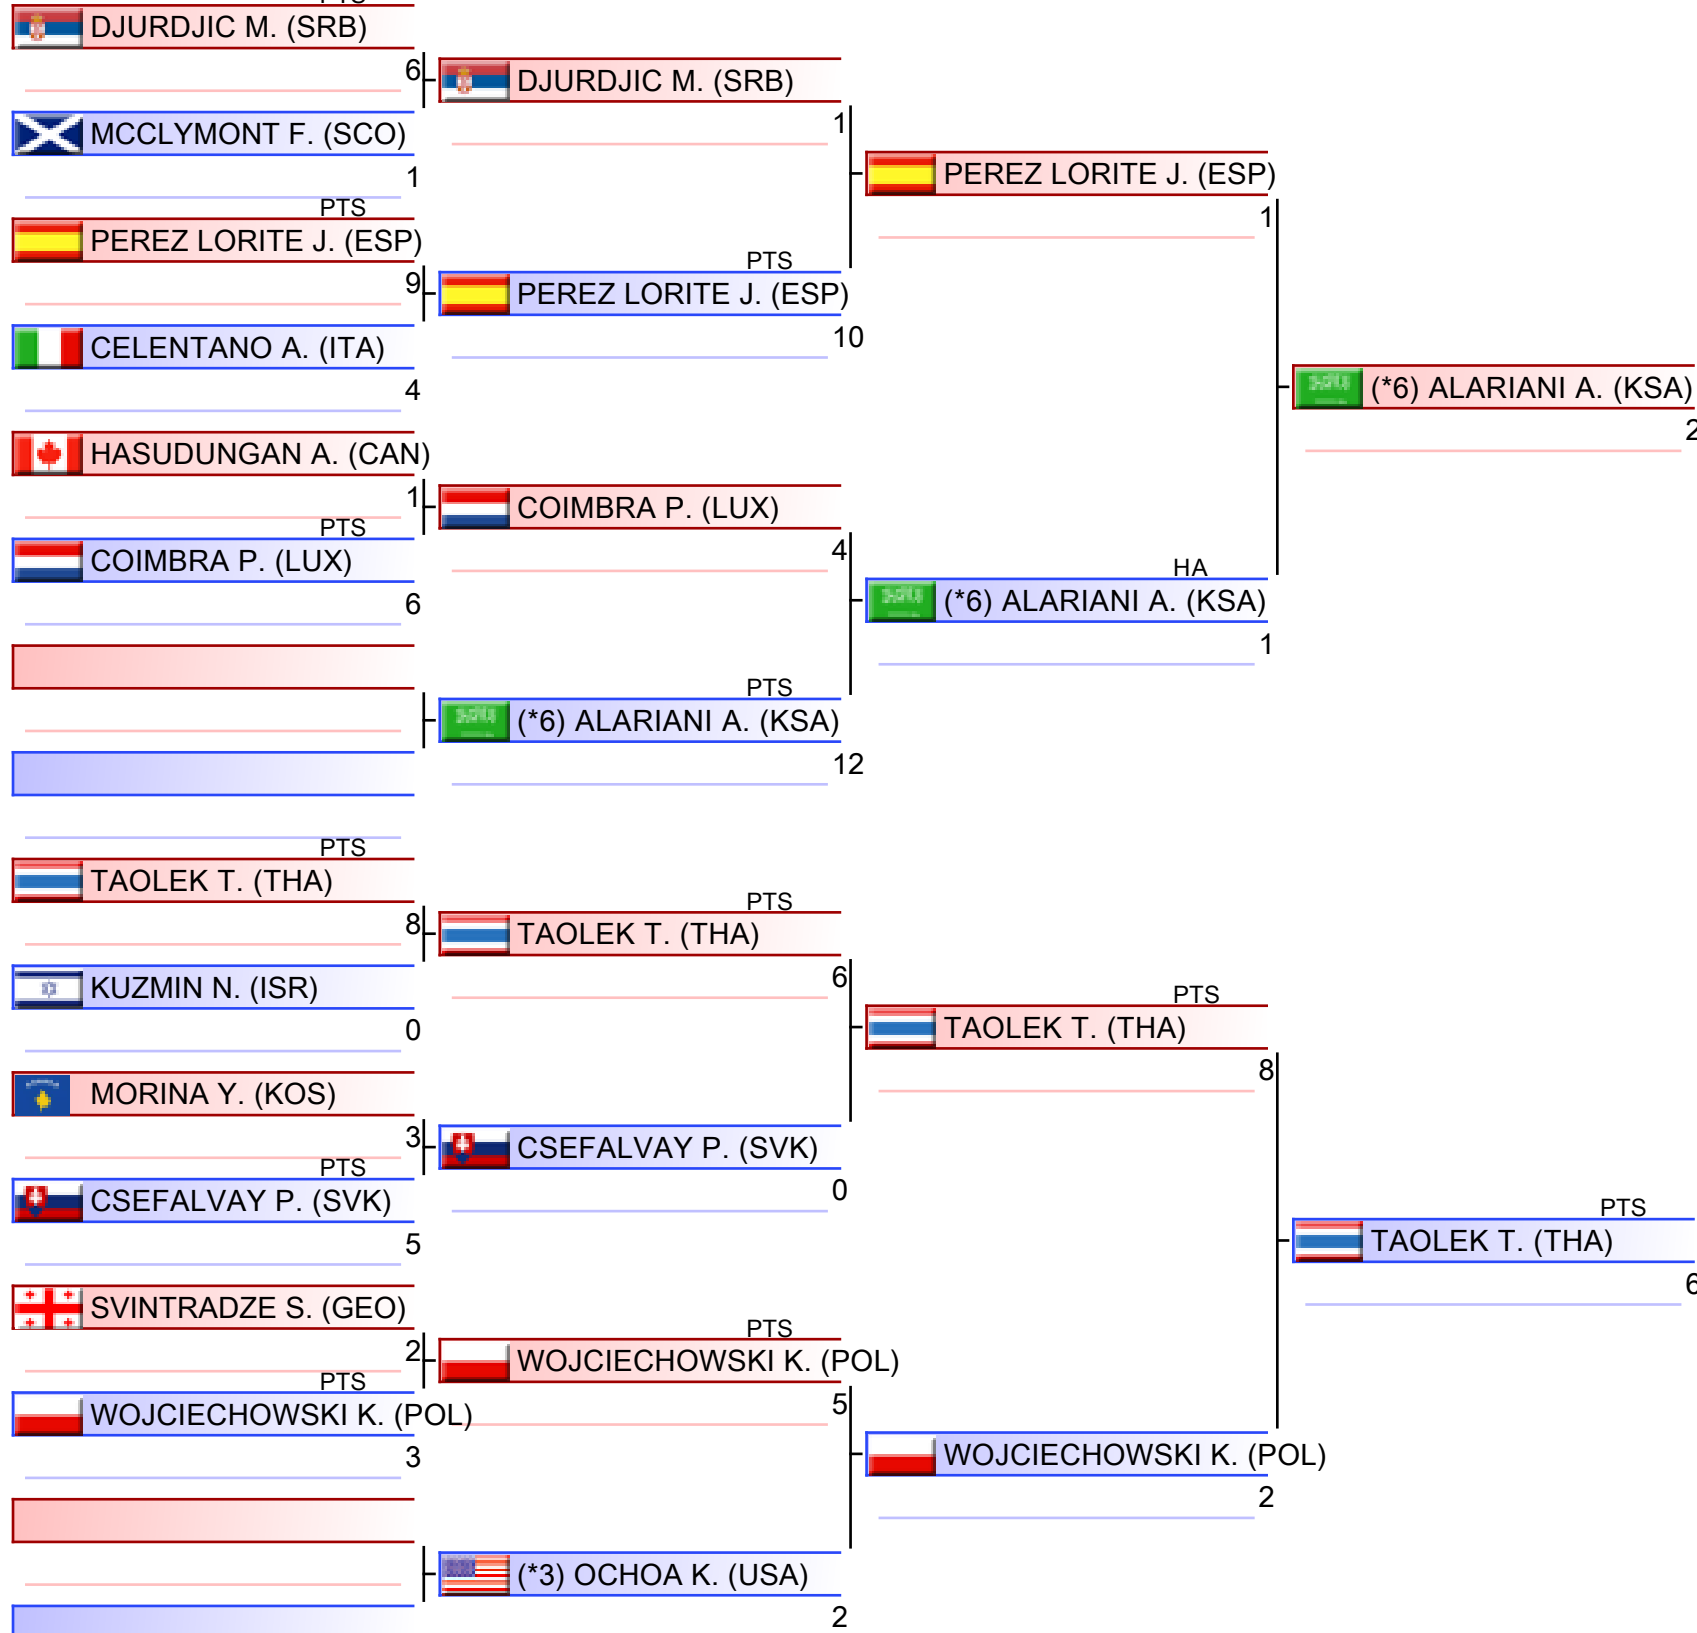 PTS
DJURDJIC M. (SRB)
6
MCCLYMONT F. (SCO)
1
PTS
PEREZ LORITE J. (ESP)
9
CELENTANO A. (ITA)
4
HASUDUNGAN A. (CAN)
1
PTS
COIMBRA P. (LUX)
6
PTS
TAOLEK T. (THA)
8
KUZMIN N. (ISR)
0
MORINA Y. (KOS)
3
PTS
CSEFALVAY P. (SVK)
5
SVINTRADZE S. (GEO)
2
PTS
WOJCIECHOWSKI K. (POL)
3
DJURDJIC M. (SRB)
1
PTS
PEREZ LORITE J. (ESP)
10
COIMBRA P. (LUX)
4
PTS
(*6) ALARIANI A. (KSA)
12
PTS
TAOLEK T. (THA)
6
CSEFALVAY P. (SVK)
0
PTS
WOJCIECHOWSKI K. (POL)
5
(*3) OCHOA K. (USA)
2
PEREZ LORITE J. (ESP)
1
HA
(*6) ALARIANI A. (KSA)
1
PTS
TAOLEK T. (THA)
8
WOJCIECHOWSKI K. (POL)
2
(*6) ALARIANI A. (KSA)
2
PTS
TAOLEK T. (THA)
6